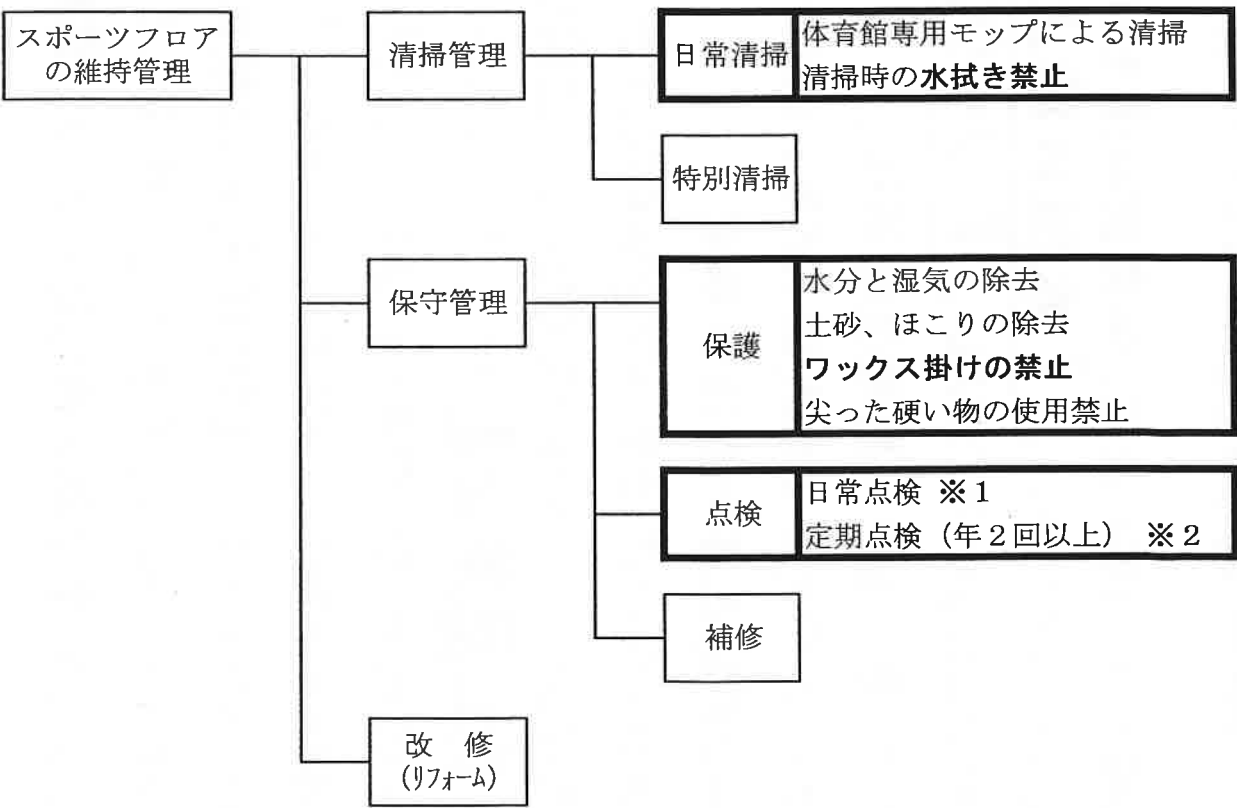 スポーツフロア
の維持管理
清掃管理
日常清掃
体育館専用モップによる清掃
清掃時の水拭き禁止
特別清掃
保守管理
保護
水分と湿気の除去
土砂、ほこりの除去
ワックス掛けの禁止
尖った硬い物の使用禁止
点検
日常点検 ※１
定期点検（年２回以上） ※２
補修
改　修
(リフォーム)